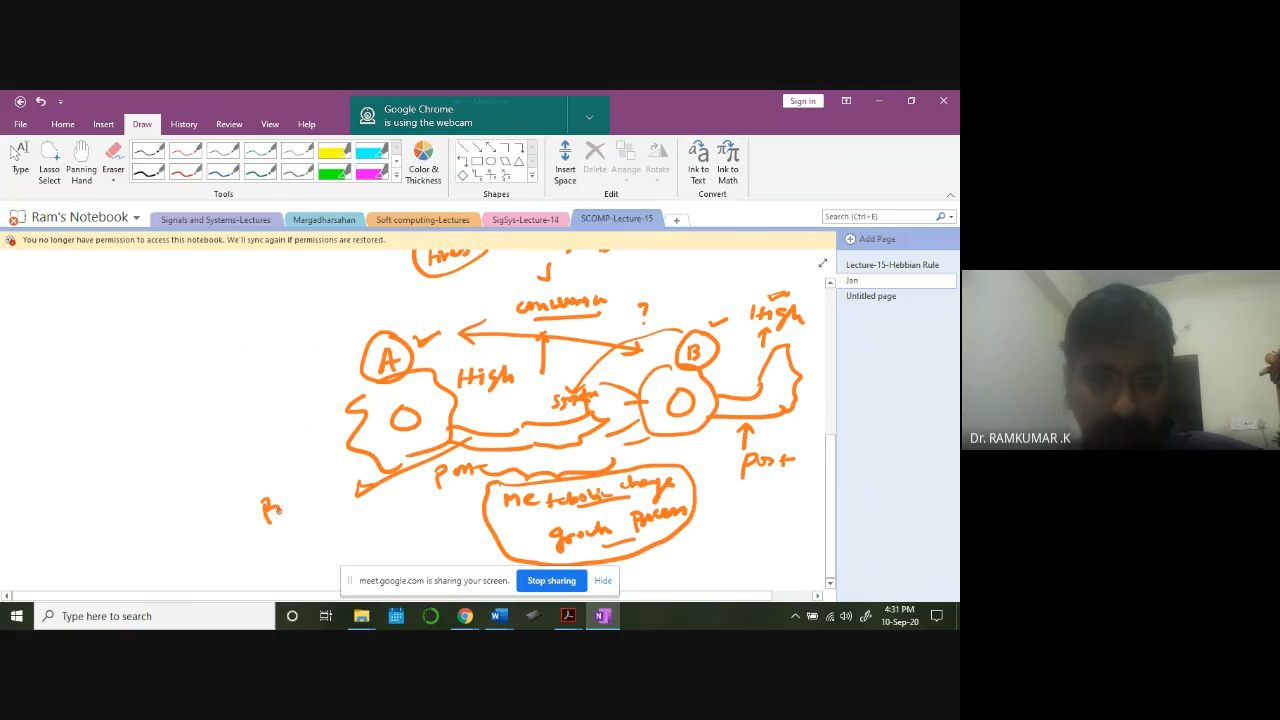 Google Chrome
is using the webcam
Sign in
File Home Insert Draw History Review View Help
Type Lasso Select Panning Hand Eraser Color & Thickness Insert Space Delete Arrange Rotate Ink to Text Ink to Math
Tools Shapes Edit Convert
Ram's Notebook Signals and Systems-Lectures Margadharsahan Soft computing-Lectures SigSys-Lecture-14 SCOMP-Lecture-15 Search (Ctrl+E)
You no longer have permission to access this notebook. We'll sync again if permissions are restored.
Add Page
Lecture-15-Hebbian Rule
Jan
Untitled page
fires
?
High
A
B
High
post
metabolic change
growth process
meet.google.com is sharing your screen. Stop sharing Hide
Type here to search
4:31 PM
10-Sep-20
Dr. RAMKUMAR .K